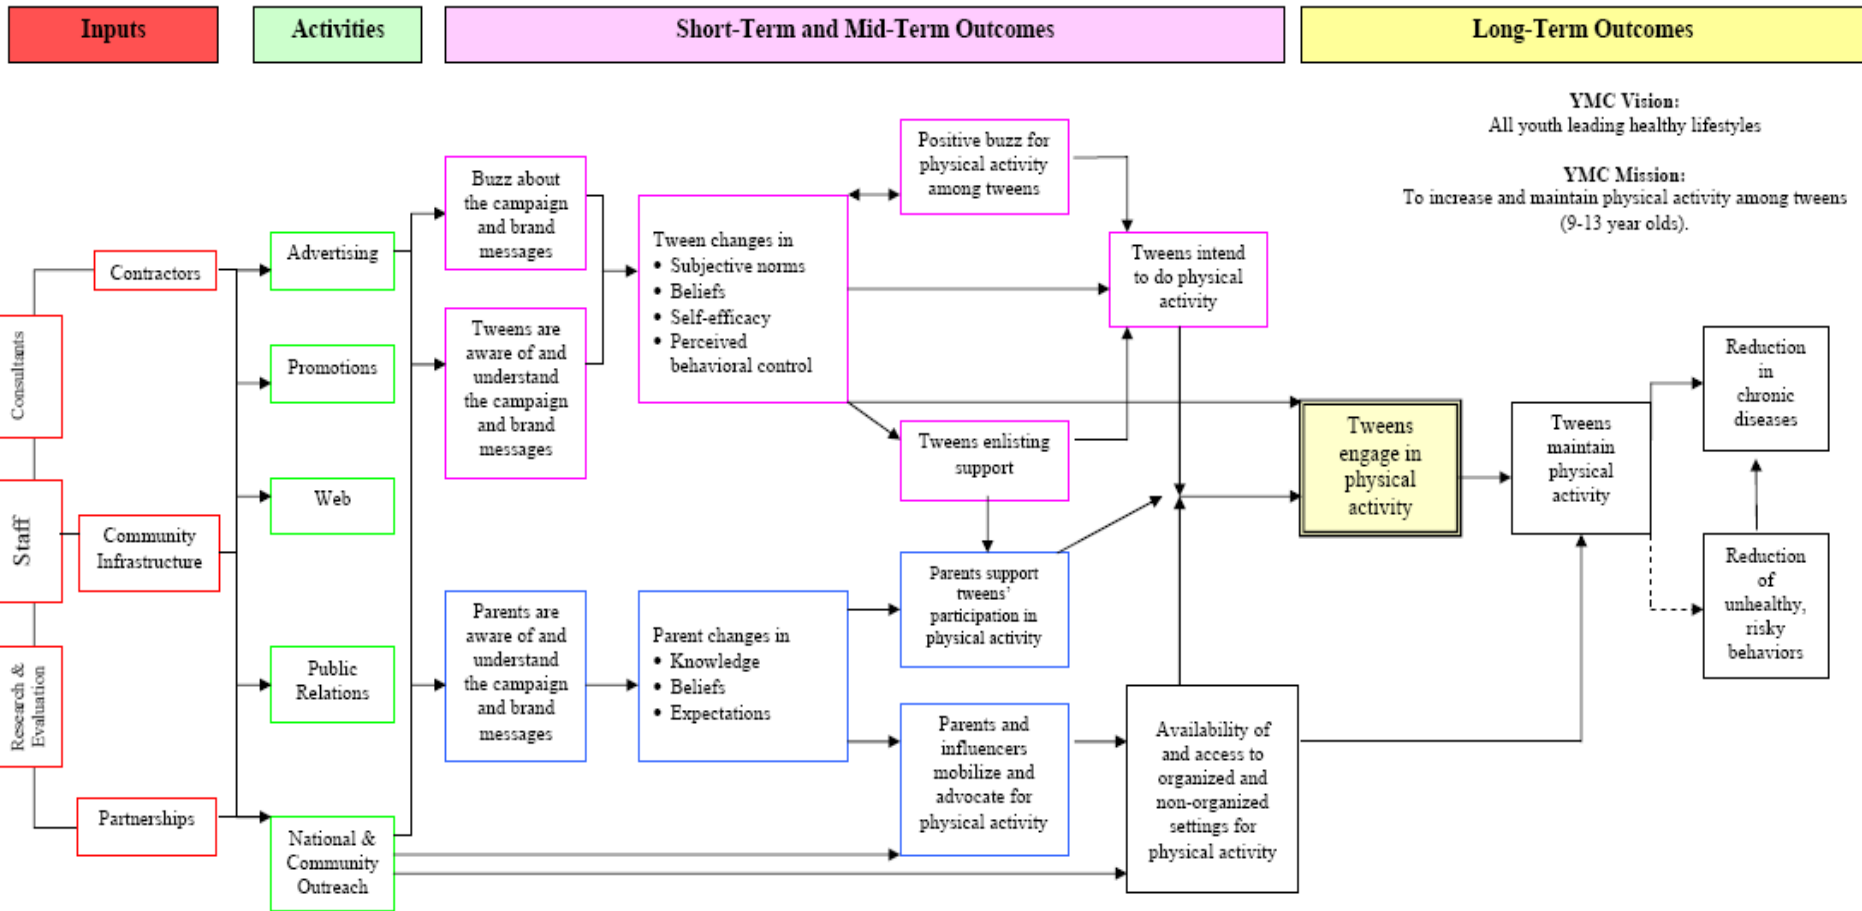 Inputs
Activities
Short-Term and Mid-Term Outcomes
Long-Term Outcomes
YMC Vision:
All youth leading healthy lifestyles
YMC Mission:
To increase and maintain physical activity among tweens
(9-13 year olds).
Consultants
Staff
Research &
Evaluation
Contractors
Community
Infrastructure
Partnerships
Advertising
Promotions
Web
Public
Relations
National &
Community
Outreach
Buzz about
the campaign
and brand
messages
Tweens are
aware of and
understand
the campaign
and brand
messages
Parents are
aware of and
understand
the campaign
and brand
messages
Tween changes in
• Subjective norms
• Beliefs
• Self-efficacy
• Perceived
behavioral control
Parent changes in
• Knowledge
• Beliefs
• Expectations
Positive buzz for
physical activity
among tweens
Tweens enlisting
support
Parents support
tweens'
participation in
physical activity
Parents and
influencers
mobilize and
advocate for
physical activity
Tweens intend
to do physical
activity
Availability of
and access to
organized and
non-organized
settings for
physical activity
Tweens
engage in
physical
activity
Tweens
maintain
physical
activity
Reduction
in
chronic
diseases
Reduction
of
unhealthy,
risky
behaviors